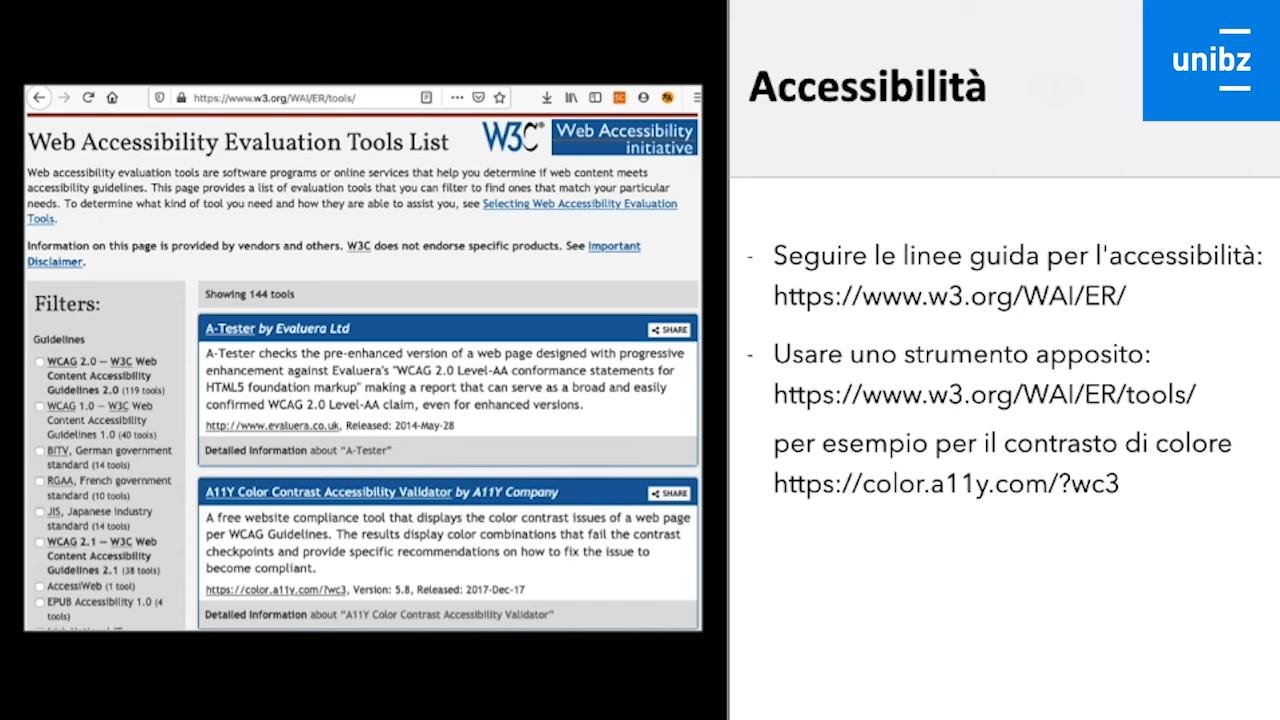 https://www.w3.org/WAI/ER/tools/
Web Accessibility Evaluation Tools List
W3C®
Web Accessibility
initiative
Web accessibility evaluation tools are software programs or online services that help you determine if web content meets
accessibility guidelines. This page provides a list of evaluation tools that you can filter to find ones that match your particular
needs. To determine what kind of tool you need and how they are able to assist you, see Selecting Web Accessibility Evaluation
Tools.
Information on this page is provided by vendors and others. W3C does not endorse specific products. See Important
Disclaimer.
Filters:
Guidelines
WCAG 2.0 — W3C Web
Content Accessibility
Guidelines 2.0 (119 tools)
WCAG 1.0 — W3C Web
Content Accessibility
Guidelines 1.0 (40 tools)
BITV, German government
standard (14 tools)
RGAA, French government
standard (10 tools)
JIS, Japanese industry
standard (14 tools)
WCAG 2.1 — W3C Web
Content Accessibility
Guidelines 2.1 (38 tools)
AccessiWeb (1 tool)
EPUB Accessibility 1.0 (4
tools)
Showing 144 tools
A-Tester by Evaluera Ltd
SHARE
A-Tester checks the pre-enhanced version of a web page designed with progressive
enhancement against Evaluera's "WCAG 2.0 Level-AA conformance statements for
HTML5 foundation markup" making a report that can serve as a broad and easily
confirmed WCAG 2.0 Level-AA claim, even for enhanced versions.
http://www.evaluera.co.uk, Released: 2014-May-28
Detailed information about "A-Tester"
A11Y Color Contrast Accessibility Validator by A11Y Company
SHARE
A free website compliance tool that displays the color contrast issues of a web page
per WCAG Guidelines. The results display color combinations that fail the contrast
checkpoints and provide specific recommendations on how to fix the issue to
become compliant.
https://color.a11y.com/?wc3, Version: 5.8, Released: 2017-Dec-17
Detailed information about "A11Y Color Contrast Accessibility Validator"
Accessibilità
unibz
- Seguire le linee guida per l'accessibilità:
https://www.w3.org/WAI/ER/
- Usare uno strumento apposito:
https://www.w3.org/WAI/ER/tools/
per esempio per il contrasto di colore
https://color.a11y.com/?wc3